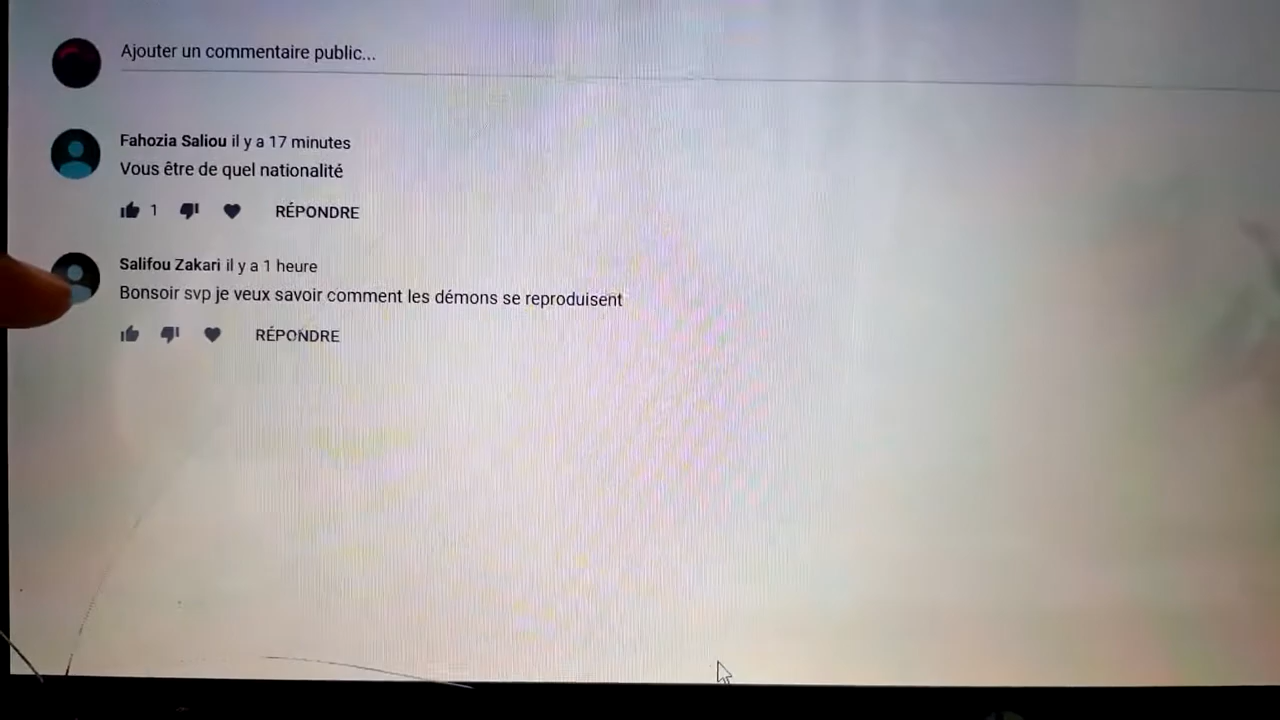 Ajouter un commentaire public...
Fahozia Saliou il y a 17 minutes
Vous être de quel nationalité
1 RÉPONDRE
Salifou Zakari il y a 1 heure
Bonsoir svp je veux savoir comment les démons se reproduisent
RÉPONDRE